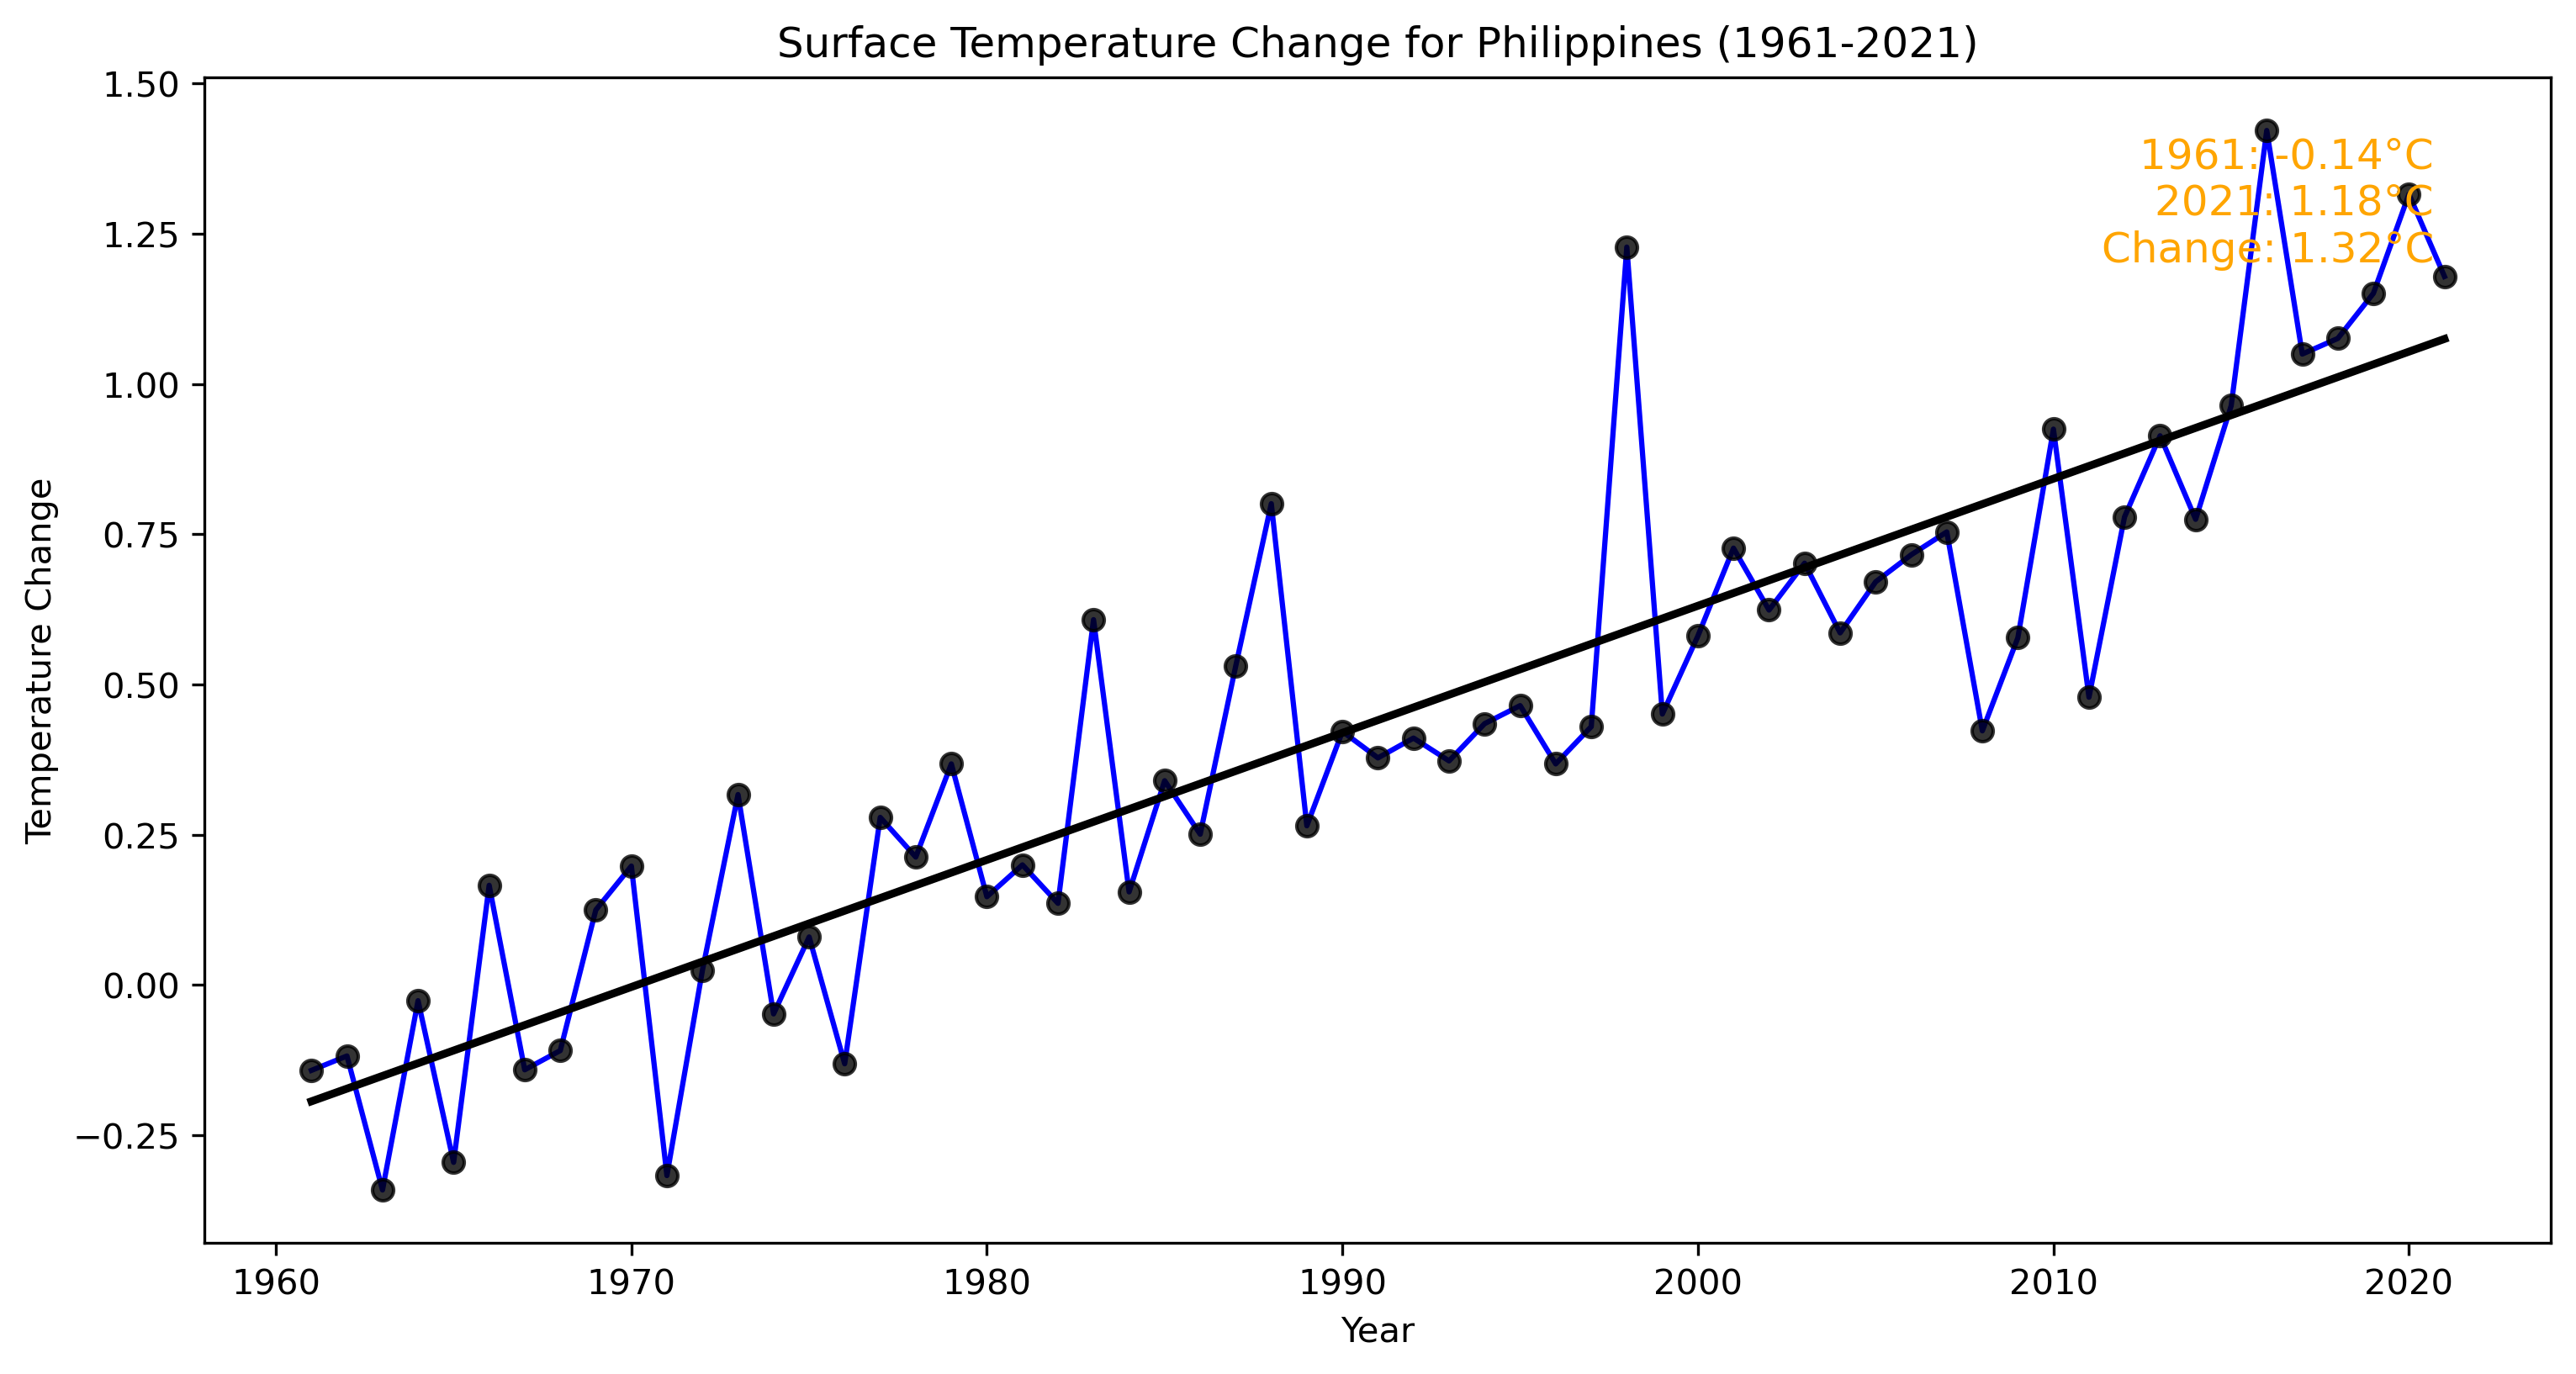 Surface Temperature Change for Philippines (1961-2021)
1.50
1.25
1.00
0.75
0.50
0.25
0.00
−0.25
Temperature Change
1961: -0.14°C
2021: 1.18°C
Change: 1.32°C
1960 1970 1980 1990 2000 2010 2020
Year